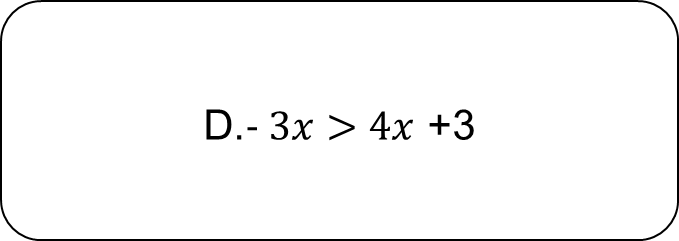 D.- 3𝑥 > 4𝑥 +3